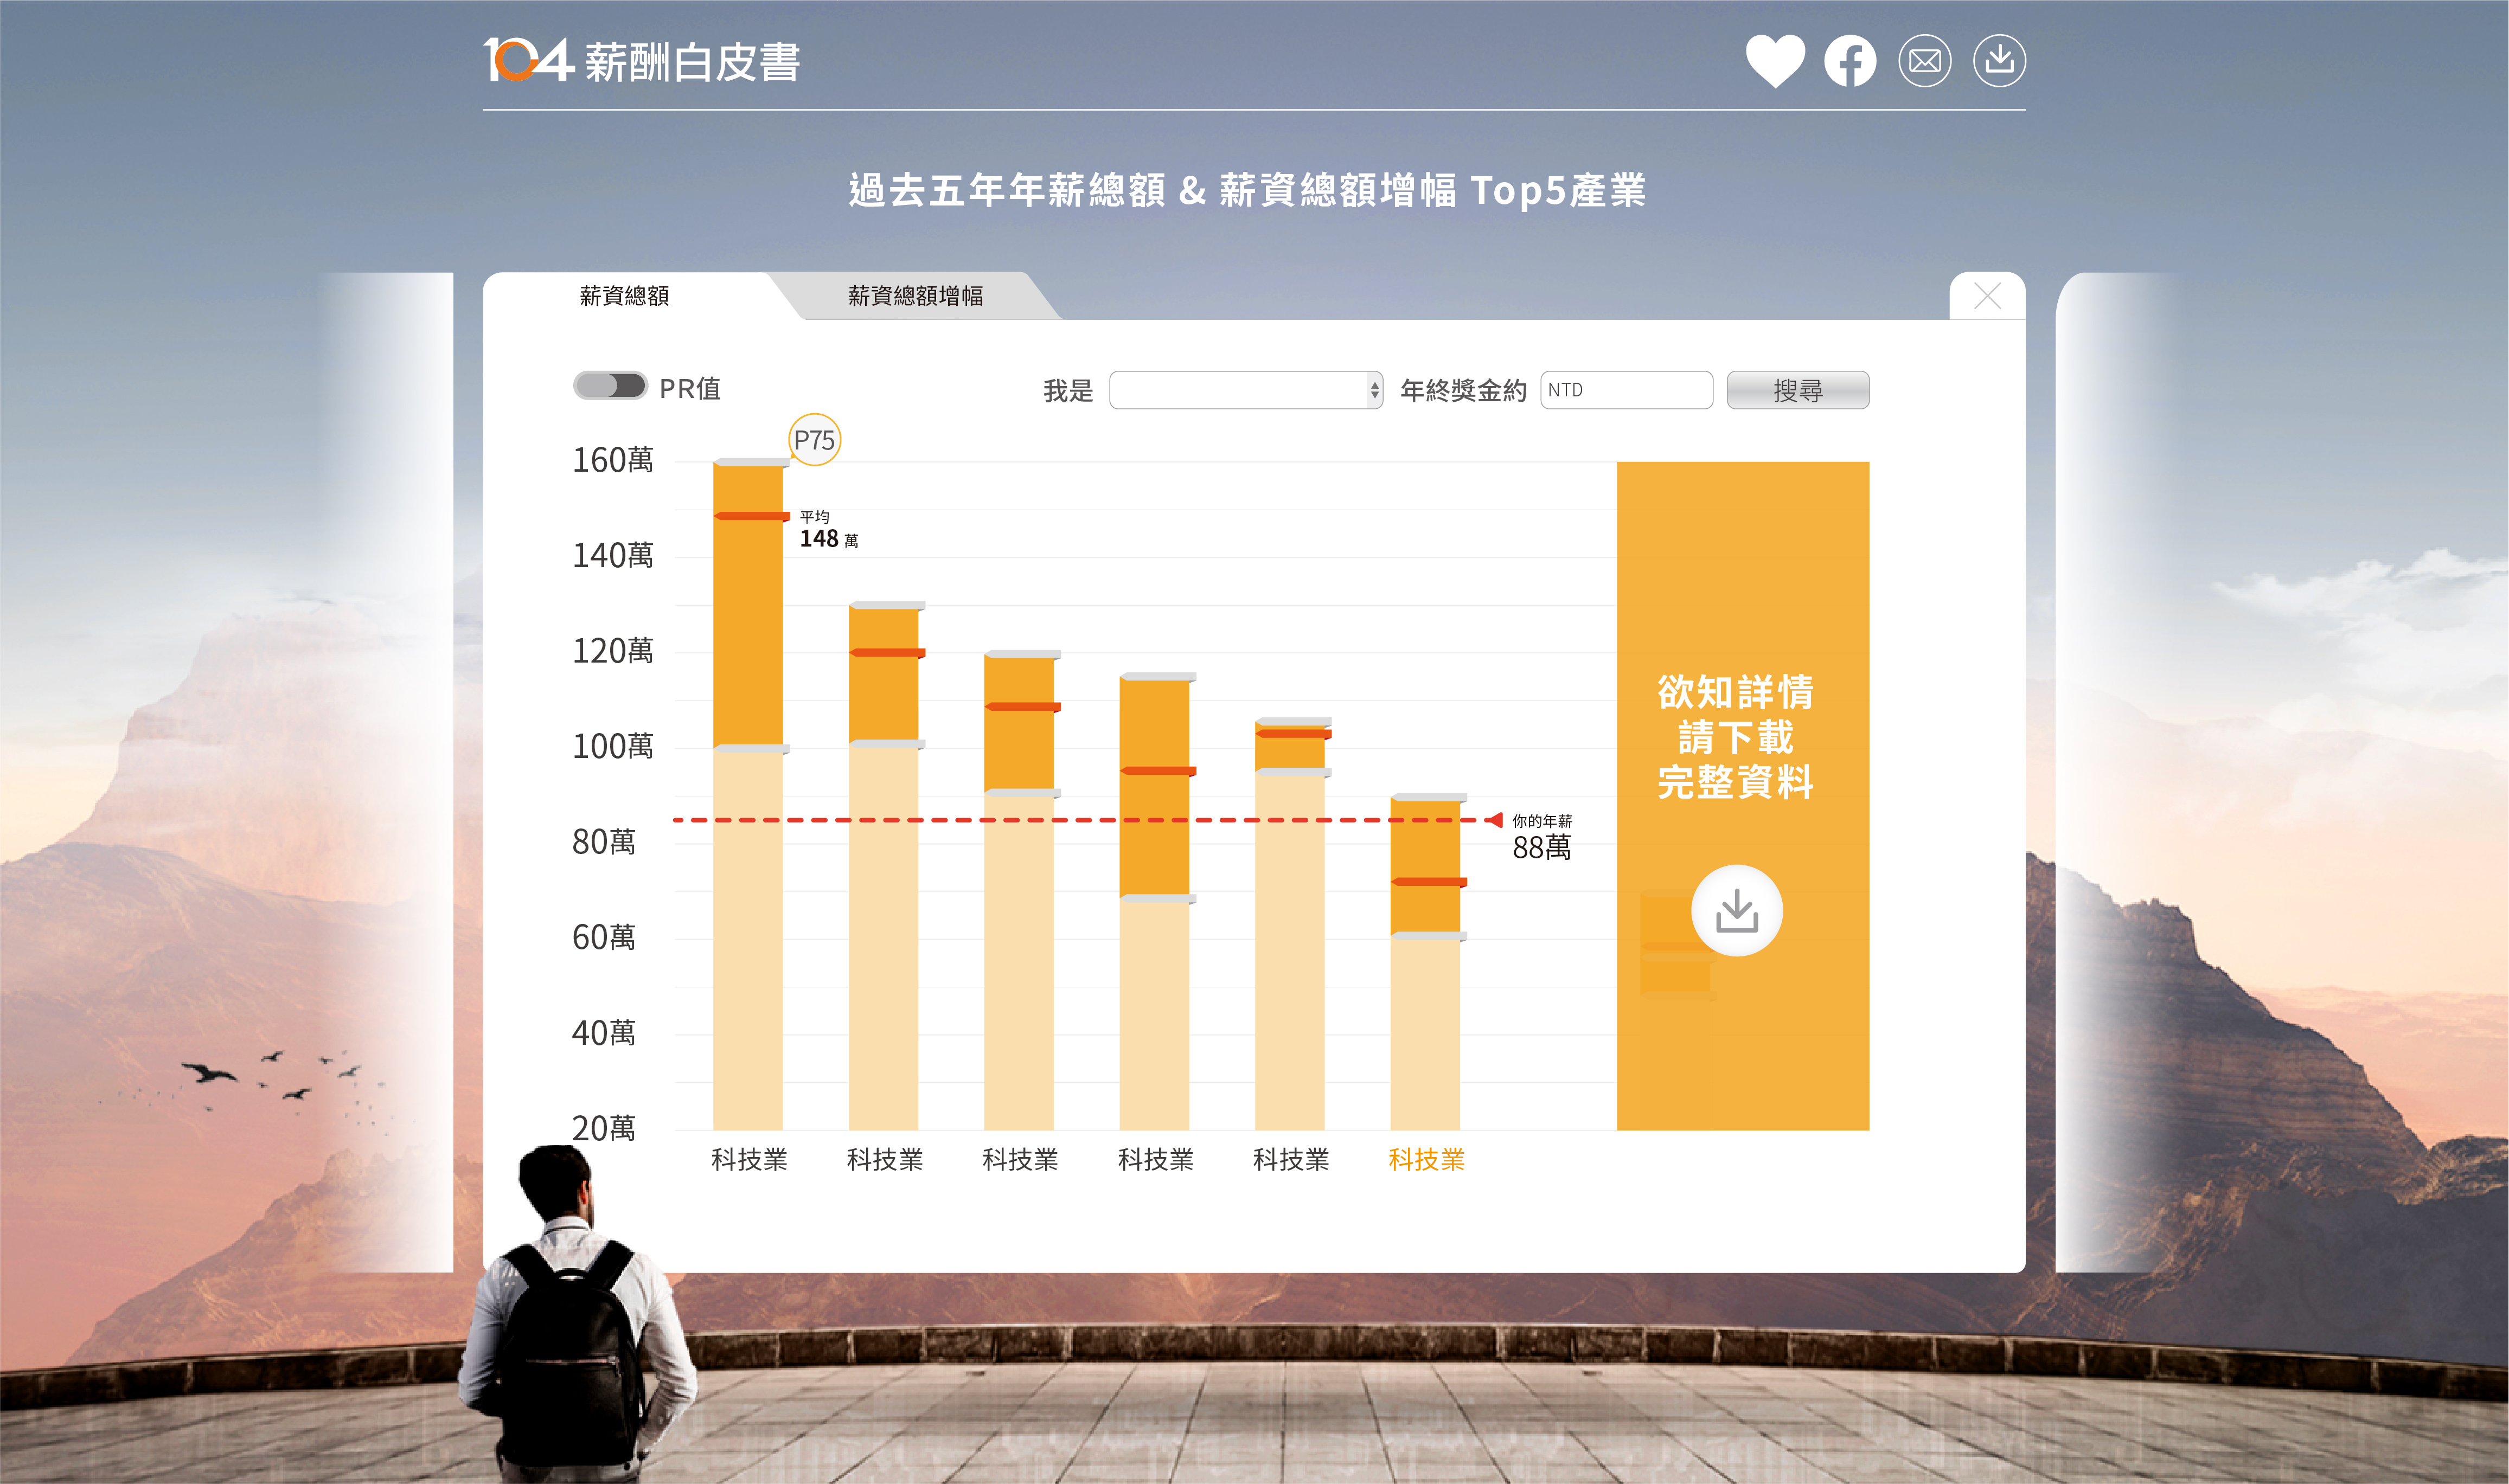 104 薪酬白皮書
過去五年年薪總額 & 薪資總額增幅 Top5產業
薪資總額
薪資總額增幅
PR值
我是
年終獎金約
NTD
搜尋
P75
160萬
平均
148 萬
140萬
120萬
100萬
80萬
60萬
40萬
20萬
你的年薪
88萬
欲知詳情
請下載
完整資料
科技業
科技業
科技業
科技業
科技業
科技業